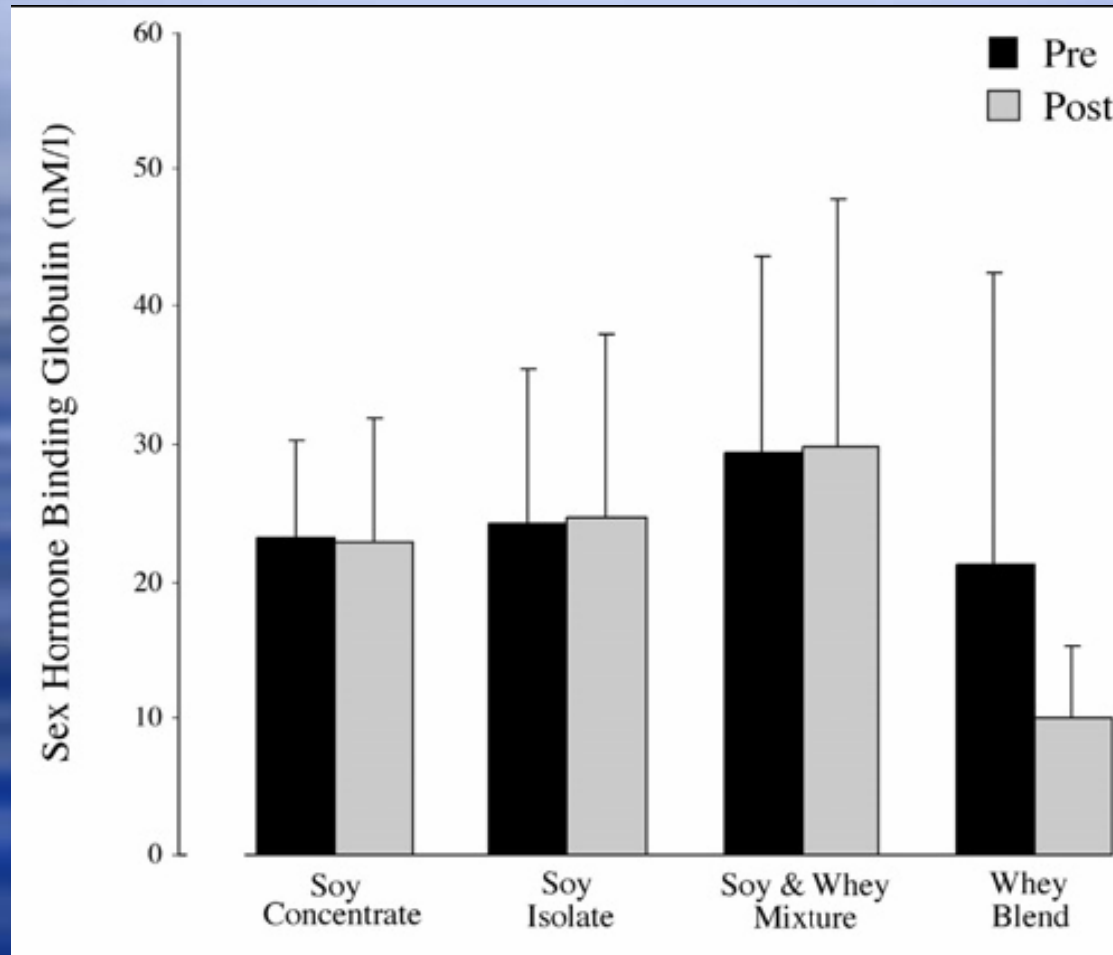 60
Pre
Post
50
40
30
20
10
0
Sex Hormone Binding Globulin (nM/l)
Soy
Concentrate
Soy
Isolate
Soy & Whey
Mixture
Whey
Blend